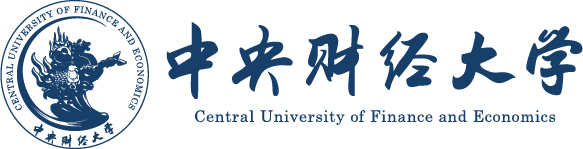 CENTRAL UNIVERSITY OF FINANCE AND ECONOMICS
中央财经大学
中央财经大学
Central University of Finance and Economics